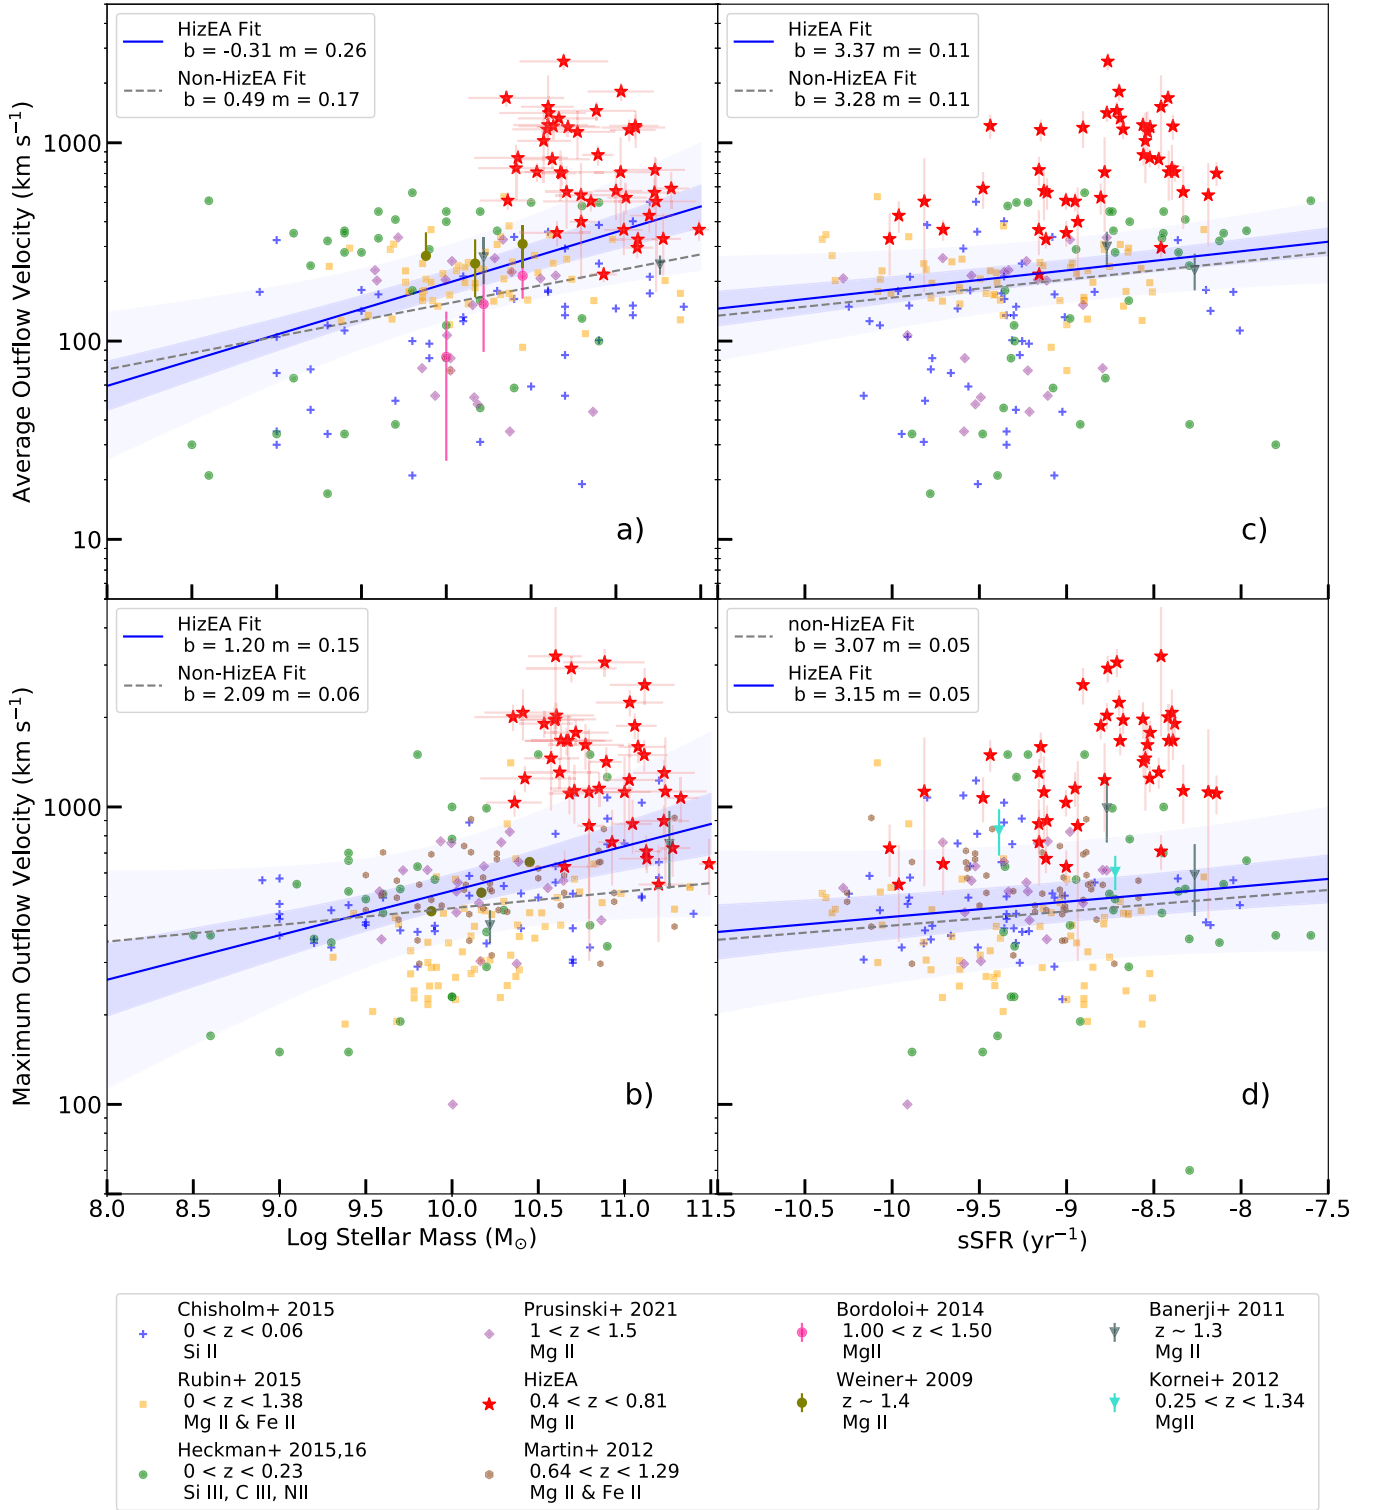 HizEA Fit
b = -0.31 m = 0.26
Non-HizEA Fit
b = 0.49 m = 0.17
HizEA Fit
b = 3.37 m = 0.11
Non-HizEA Fit
b = 3.28 m = 0.11
Average Outflow Velocity (km s⁻¹)
1000
100
10
a)
c)
HizEA Fit
b = 1.20 m = 0.15
Non-HizEA Fit
b = 2.09 m = 0.06
non-HizEA Fit
b = 3.07 m = 0.05
HizEA Fit
b = 3.15 m = 0.05
Maximum Outflow Velocity (km s⁻¹)
1000
100
b)
d)
8.0 9.0 9.5 10.0 10.5 11.0 11.5
-10.5 -10 -9.5 -9 -8.5 -8 -7.5
Log Stellar Mass (M☉)
sSFR (yr⁻¹)
Chisholm+ 2015
0 < z < 0.06
Si II
Rubin+ 2015
0 < z < 1.38
Mg II & Fe II
Heckman+ 2015,16
0 < z < 0.23
Si III, C III, NII
Prusinski+ 2021
1 < z < 1.5
Mg II
HizEA
0.4 < z < 0.81
Mg II
Martin+ 2012
0.64 < z < 1.29
Mg II & Fe II
Bordoloi+ 2014
1.00 < z < 1.50
MgII
Weiner+ 2009
z ~ 1.4
Mg II
Banerji+ 2011
z ~ 1.3
Mg II
Kornei+ 2012
0.25 < z < 1.34
MgII